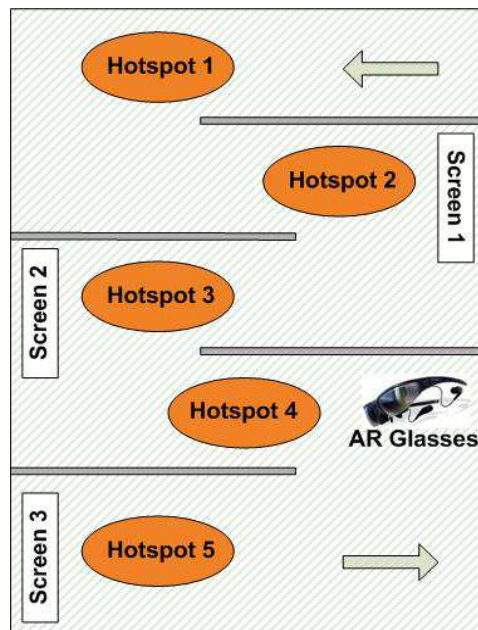 Hotspot 1
Hotspot 2
Screen 1
Screen 2
Hotspot 3
Hotspot 4
AR Glasses
Screen 3
Hotspot 5